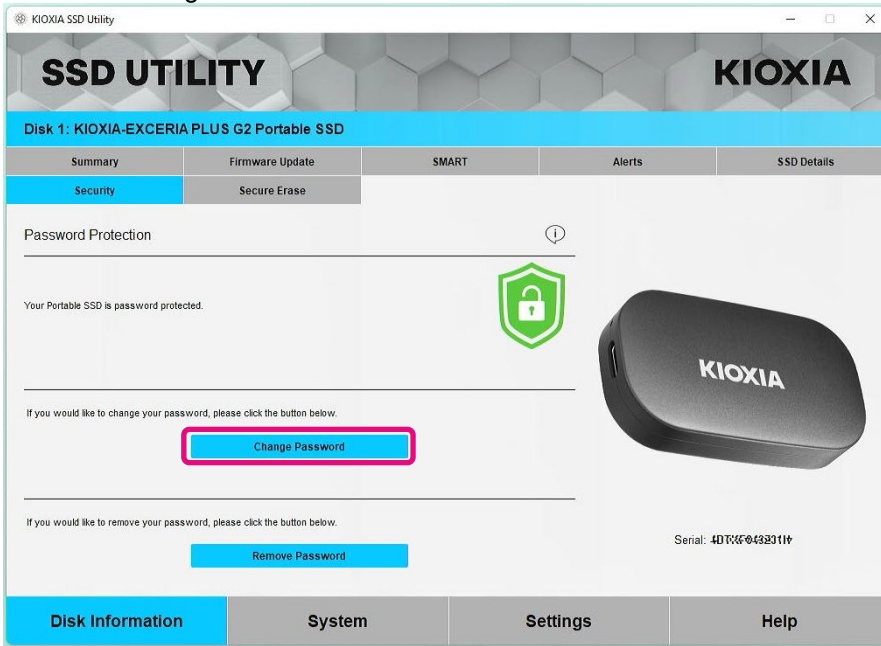 KIOXIA SSD Utility
SSD UTILITY
KIOXIA
Disk 1: KIOXIA-EXCERIA PLUS G2 Portable SSD
Summary Firmware Update SMART Alerts SSD Details
Security Secure Erase
Password Protection
Your Portable SSD is password protected.
KIOXIA
If you would like to change your password, please click the button below.
Change Password
If you would like to remove your password, please click the button below.
Serial:
Remove Password
Disk Information System Settings Help